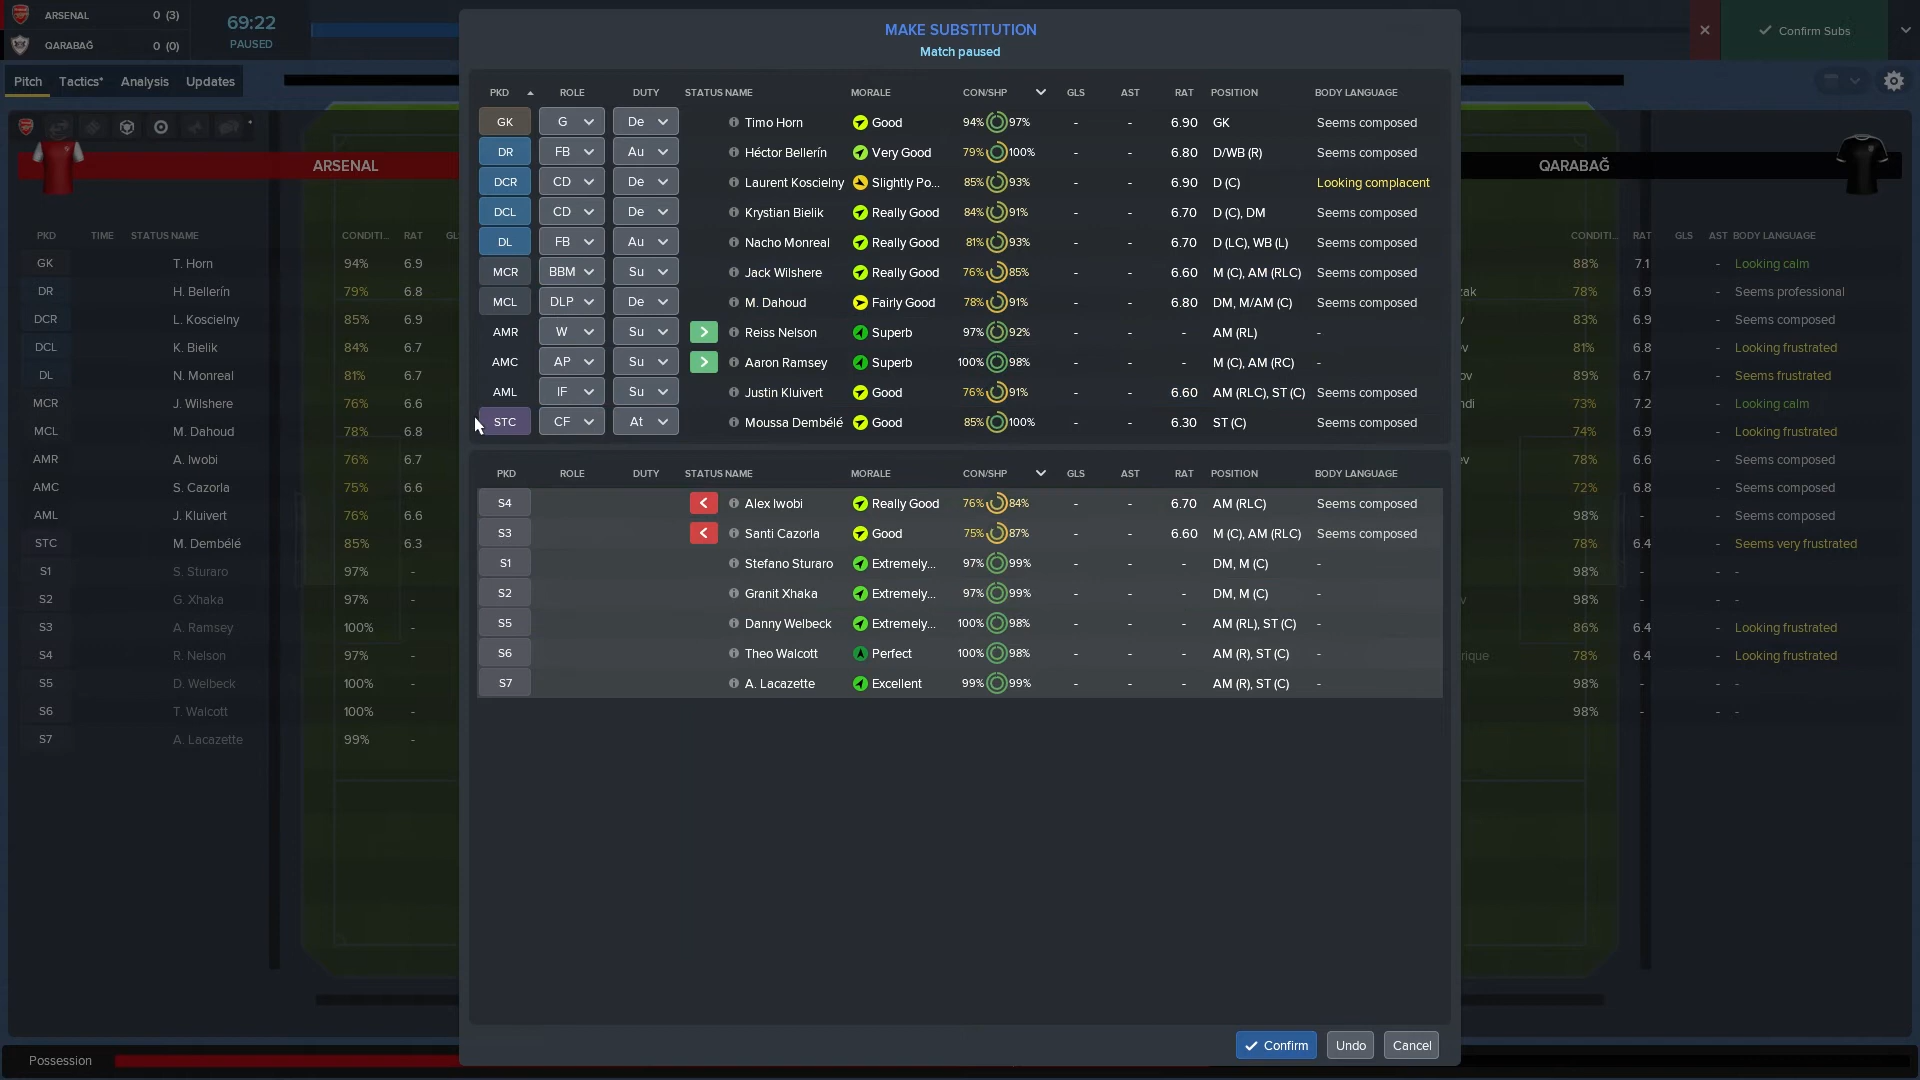 ARSENAL 0 (3)
QARABAĞ 0 (0)
69:22
PAUSED
MAKE SUBSTITUTION
Match paused
Confirm Subs
Pitch Tactics* Analysis Updates
ARSENAL
QARABAĞ
PKD ROLE DUTY STATUS NAME MORALE CON/SHP GLS AST RAT POSITION BODY LANGUAGE
GK G De Timo Horn Good 94% 97% - - 6.90 GK Seems composed
DR FB Au Héctor Bellerín Very Good 79% 100% - - 6.80 D/WB (R) Seems composed
DCR CD De Laurent Koscielny Slightly Po... 85% 93% - - 6.90 D (C) Looking complacent
DCL CD De Krystian Bielik Really Good 84% 91% - - 6.70 D (C), DM Seems composed
DL FB Au Nacho Monreal Really Good 81% 93% - - 6.70 D (LC), WB (L) Seems composed
MCR BBM Su Jack Wilshere Really Good 76% 85% - - 6.60 M (C), AM (RLC) Seems composed
MCL DLP De M. Dahoud Fairly Good 78% 91% - - 6.80 DM, M/AM (C) Seems composed
AMR W Su Reiss Nelson Superb 97% 92% - - - AM (RL) -
AMC AP Su Aaron Ramsey Superb 100% 98% - - - M (C), AM (RC) -
AML IF Su Justin Kluivert Good 76% 91% - - 6.60 AM (RLC), ST (C) Seems composed
STC CF At Moussa Dembélé Good 85% 100% - - 6.30 ST (C) Seems composed
PKD ROLE DUTY STATUS NAME MORALE CON/SHP GLS AST RAT POSITION BODY LANGUAGE
S4 Alex Iwobi Really Good 76% 84% - - 6.70 AM (RLC) Seems composed
S3 Santi Cazorla Good 75% 87% - - 6.60 M (C), AM (RLC) Seems composed
S1 Stefano Sturaro Extremely... 97% 99% - - - DM, M (C) -
S2 Granit Xhaka Extremely... 97% 99% - - - DM, M (C) -
S5 Danny Welbeck Extremely... 100% 98% - - - AM (RL), ST (C) -
S6 Theo Walcott Perfect 100% 98% - - - AM (R), ST (C) -
S7 A. Lacazette Excellent 99% 99% - - - AM (R), ST (C) -
Confirm Undo Cancel
PKD TIME STATUS NAME CONDITI... RAT GL
GK T. Horn 94% 6.9
DR H. Bellerín 79% 6.8
DCR L. Koscielny 85% 6.9
DCL K. Bielik 84% 6.7
DL N. Monreal 81% 6.7
MCR J. Wilshere 76% 6.6
MCL M. Dahoud 78% 6.8
AMR A. Iwobi 76% 6.7
AMC S. Cazorla 75% 6.6
AML J. Kluivert 76% 6.6
STC M. Dembélé 85% 6.3
S1 S. Sturaro 97% -
S2 G. Xhaka 97% -
S3 A. Ramsey 100% -
S4 R. Nelson 97% -
S5 D. Welbeck 100% -
S6 T. Walcott 100% -
S7 A. Lacazette 99% -
CONDITI... RAT GLS AST BODY LANGUAGE
88% 7.1 - Looking calm
zak 78% 6.9 - Seems professional
83% 6.9 - Seems composed
81% 6.8 - Looking frustrated
89% 6.7 - Seems frustrated
ndi 73% 7.2 - Looking calm
74% 6.9 - Looking frustrated
78% 6.6 - Seems composed
72% 6.8 - Seems composed
98% - - Seems composed
78% 6.4 - Seems very frustrated
98% - - -
98% - - -
86% 6.4 - Looking frustrated
rique 78% 6.4 - Looking frustrated
98% - - -
98% - - -
Possession